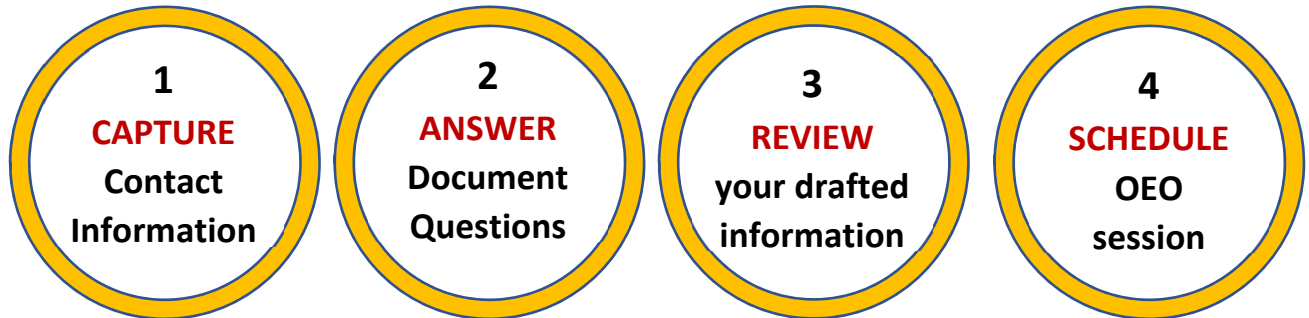 1
CAPTURE
Contact
Information
2
ANSWER
Document
Questions
3
REVIEW
your drafted
information
4
SCHEDULE
OEO
session